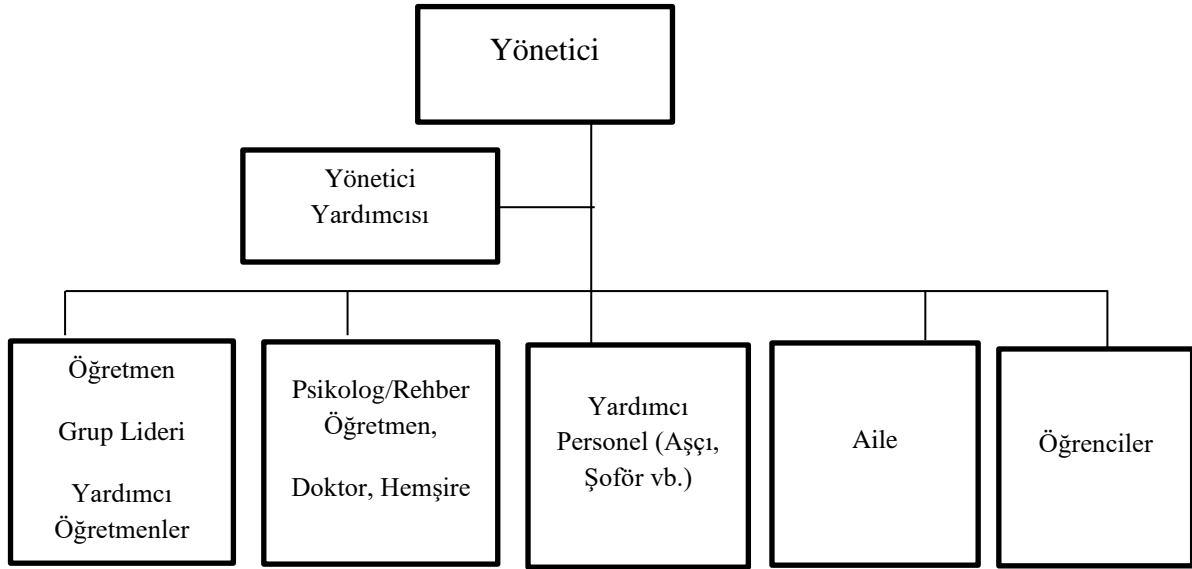 Yönetici
Yönetici
Yardımcısı
Öğretmen
Grup Lideri
Yardımcı
Öğretmenler
Psikolog/Rehber
Öğretmen,
Doktor, Hemşire
Yardımcı
Personel (Aşçı,
Şoför vb.)
Aile
Öğrenciler